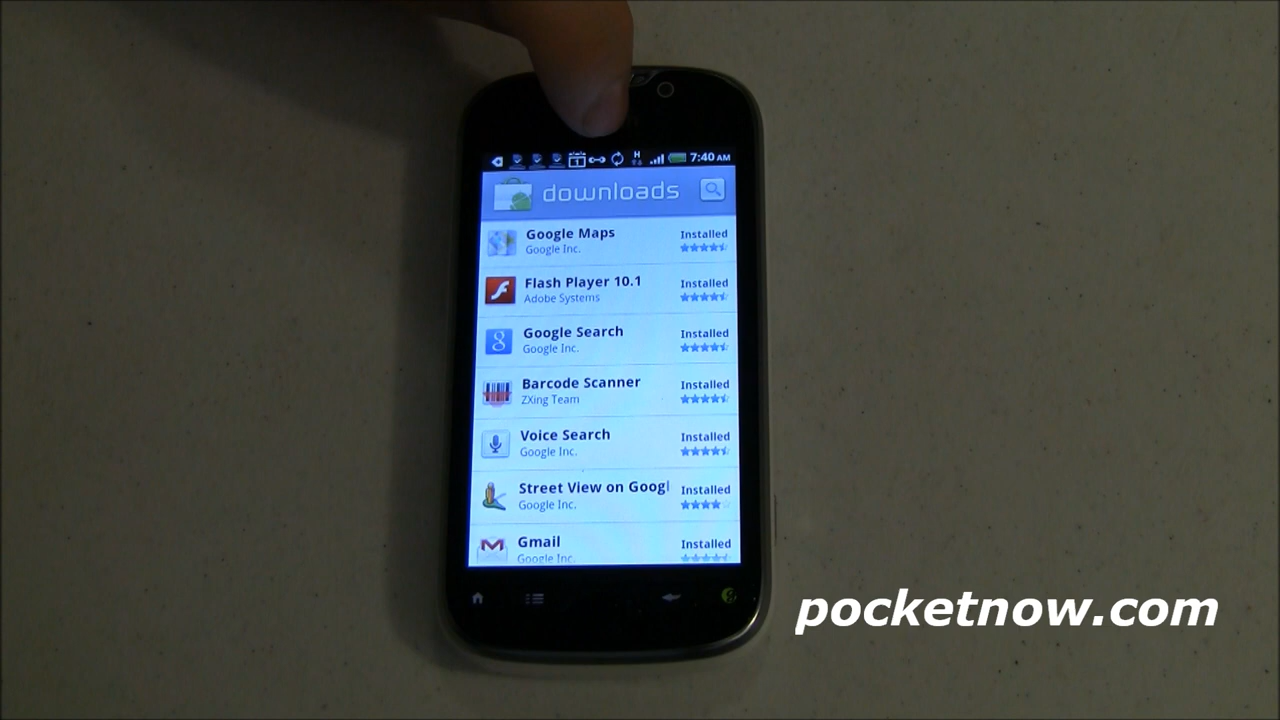 H
1
7:40 AM
downloads
Google Maps
Installed
Google Inc.
Flash Player 10.1
Installed
Adobe Systems
Google Search
Installed
Google Inc.
Barcode Scanner
Installed
ZXing Team
Voice Search
Installed
Google Inc.
Street View on Googl
Installed
Google Inc.
Gmail
Installed
Google Inc.
pocketnow.com